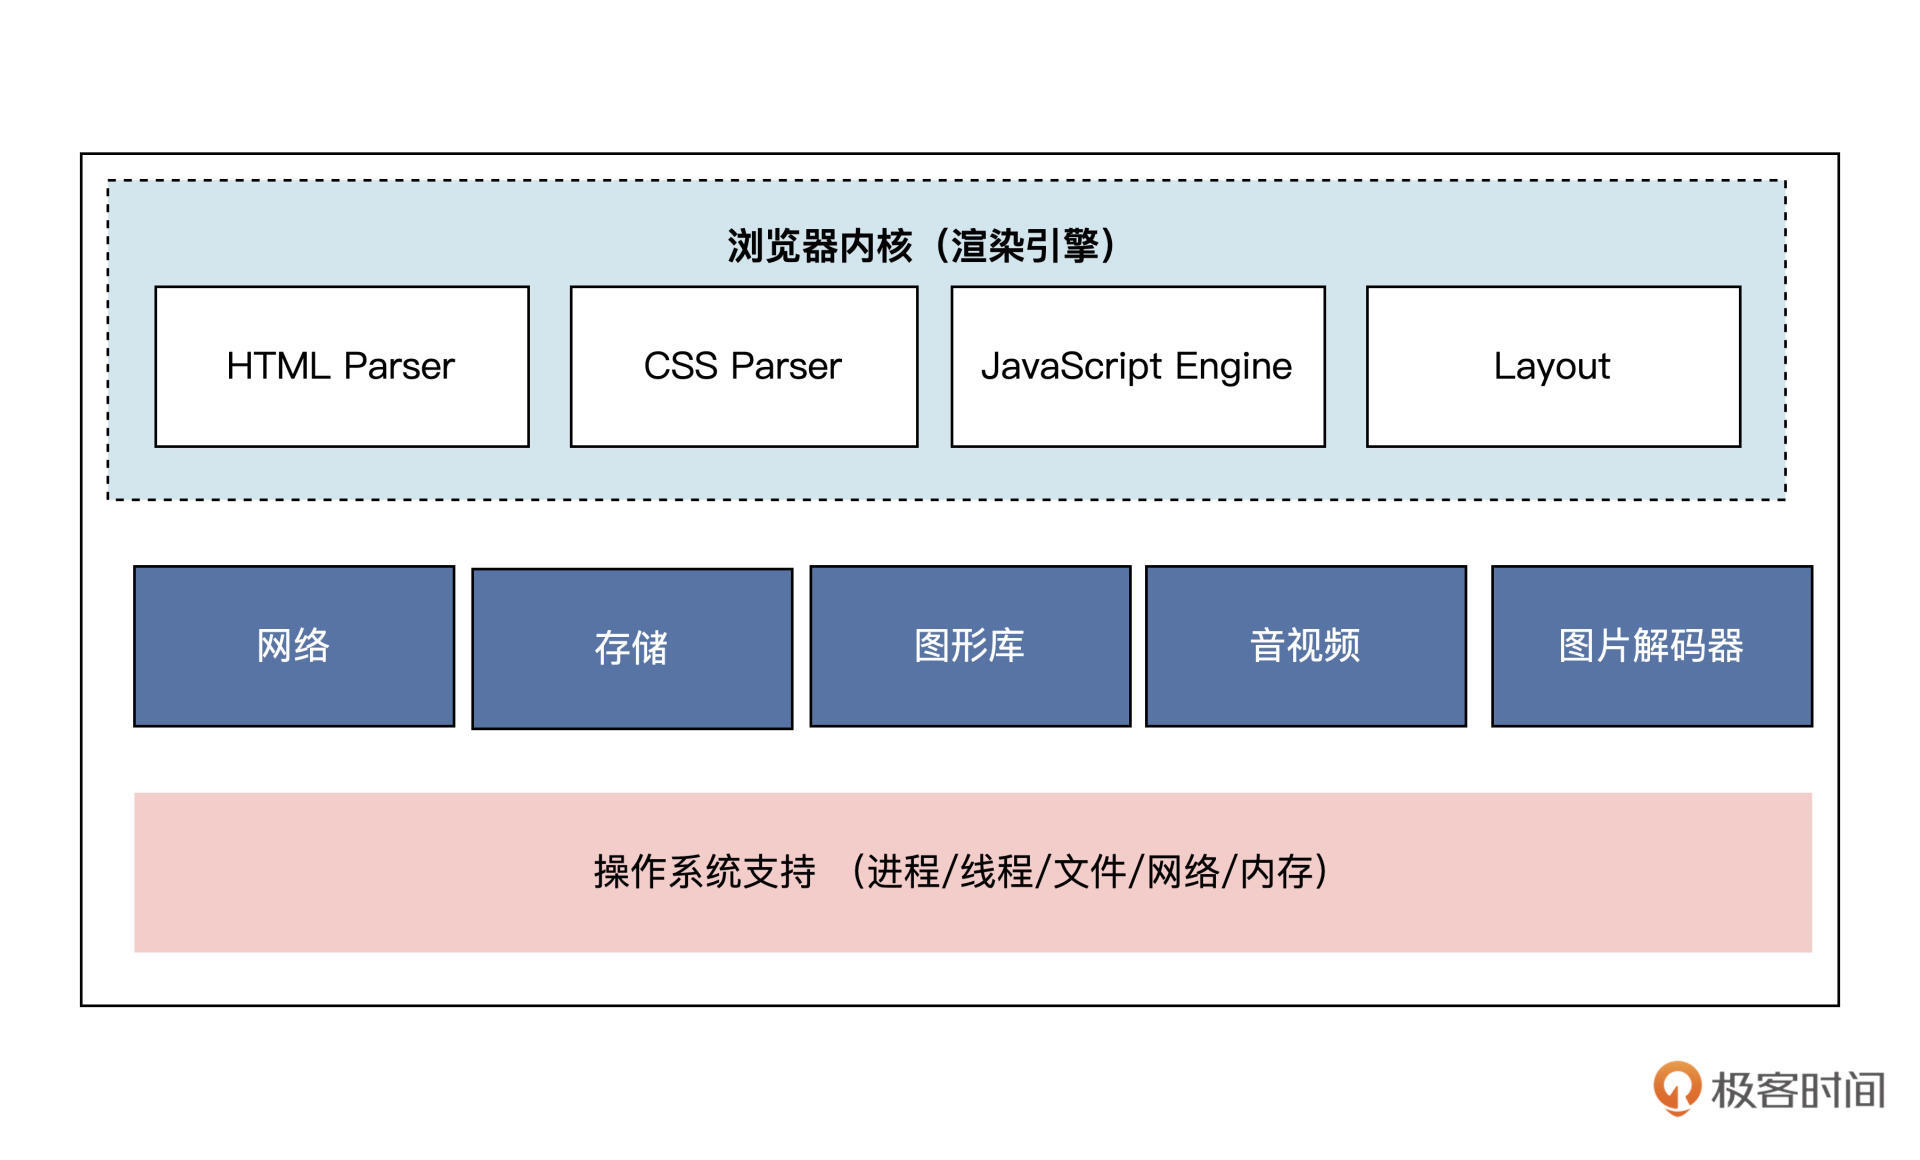 浏览器内核（渲染引擎）
HTML Parser
CSS Parser
JavaScript Engine
Layout
网络
存储
图形库
音视频
图片解码器
操作系统支持 （进程/线程/文件/网络/内存）
极客时间